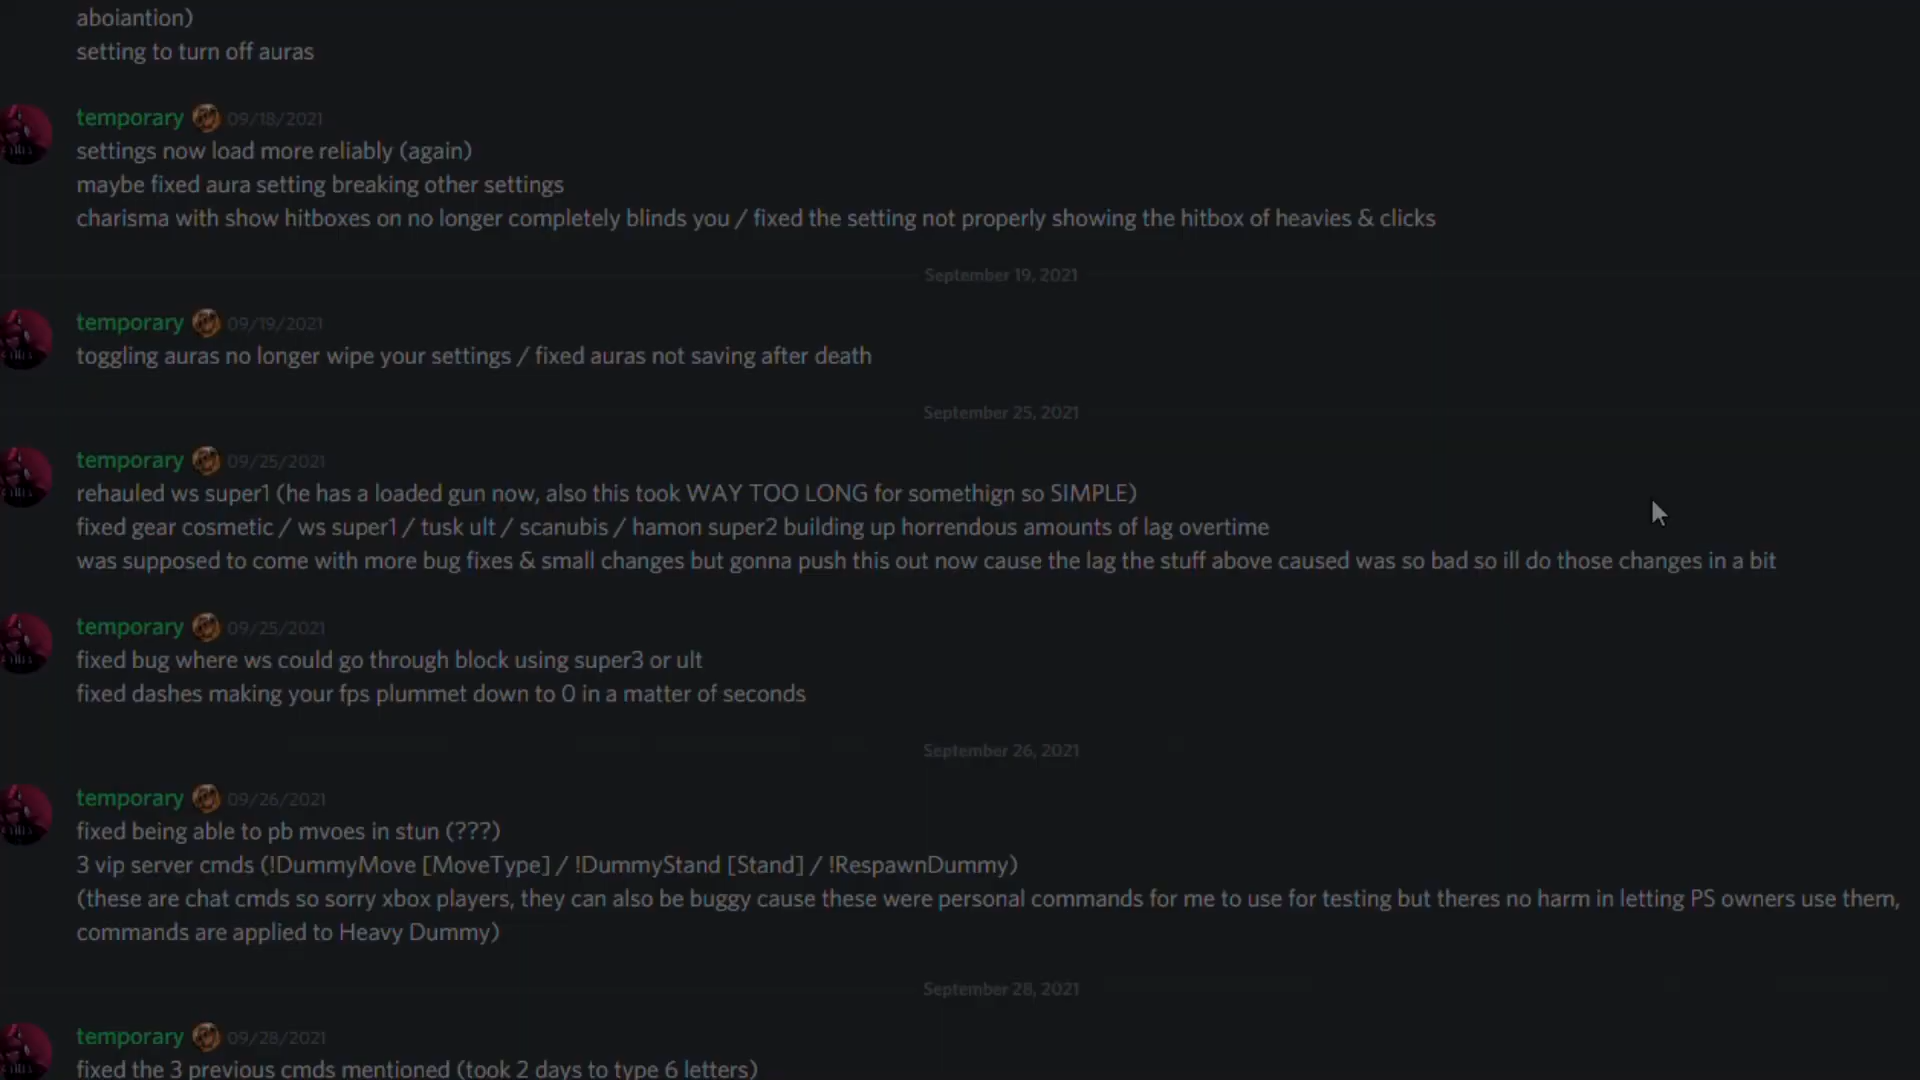 aboiantion)
setting to turn off auras
temporary 09/18/2021
settings now load more reliably (again)
maybe fixed aura setting breaking other settings
charisma with show hitboxes on no longer completely blinds you / fixed the setting not properly showing the hitbox of heavies & clicks
September 19, 2021
temporary 09/19/2021
toggling auras no longer wipe your settings / fixed auras not saving after death
September 25, 2021
temporary 09/25/2021
rehauled ws super1 (he has a loaded gun now, also this took WAY TOO LONG for somethign so SIMPLE)
fixed gear cosmetic / ws super1 / tusk ult / scanubis / hamon super2 building up horrendous amounts of lag overtime
was supposed to come with more bug fixes & small changes but gonna push this out now cause the lag the stuff above caused was so bad so ill do those changes in a bit
temporary 09/25/2021
fixed bug where ws could go through block using super3 or ult
fixed dashes making your fps plummet down to 0 in a matter of seconds
September 26, 2021
temporary 09/26/2021
fixed being able to pb mvoes in stun (???)
3 vip server cmds (!DummyMove [MoveType] / !DummyStand [Stand] / !RespawnDummy)
(these are chat cmds so sorry xbox players, they can also be buggy cause these were personal commands for me to use for testing but theres no harm in letting PS owners use them,
commands are applied to Heavy Dummy)
September 28, 2021
temporary 09/28/2021
fixed the 3 previous cmds mentioned (took 2 days to type 6 letters)